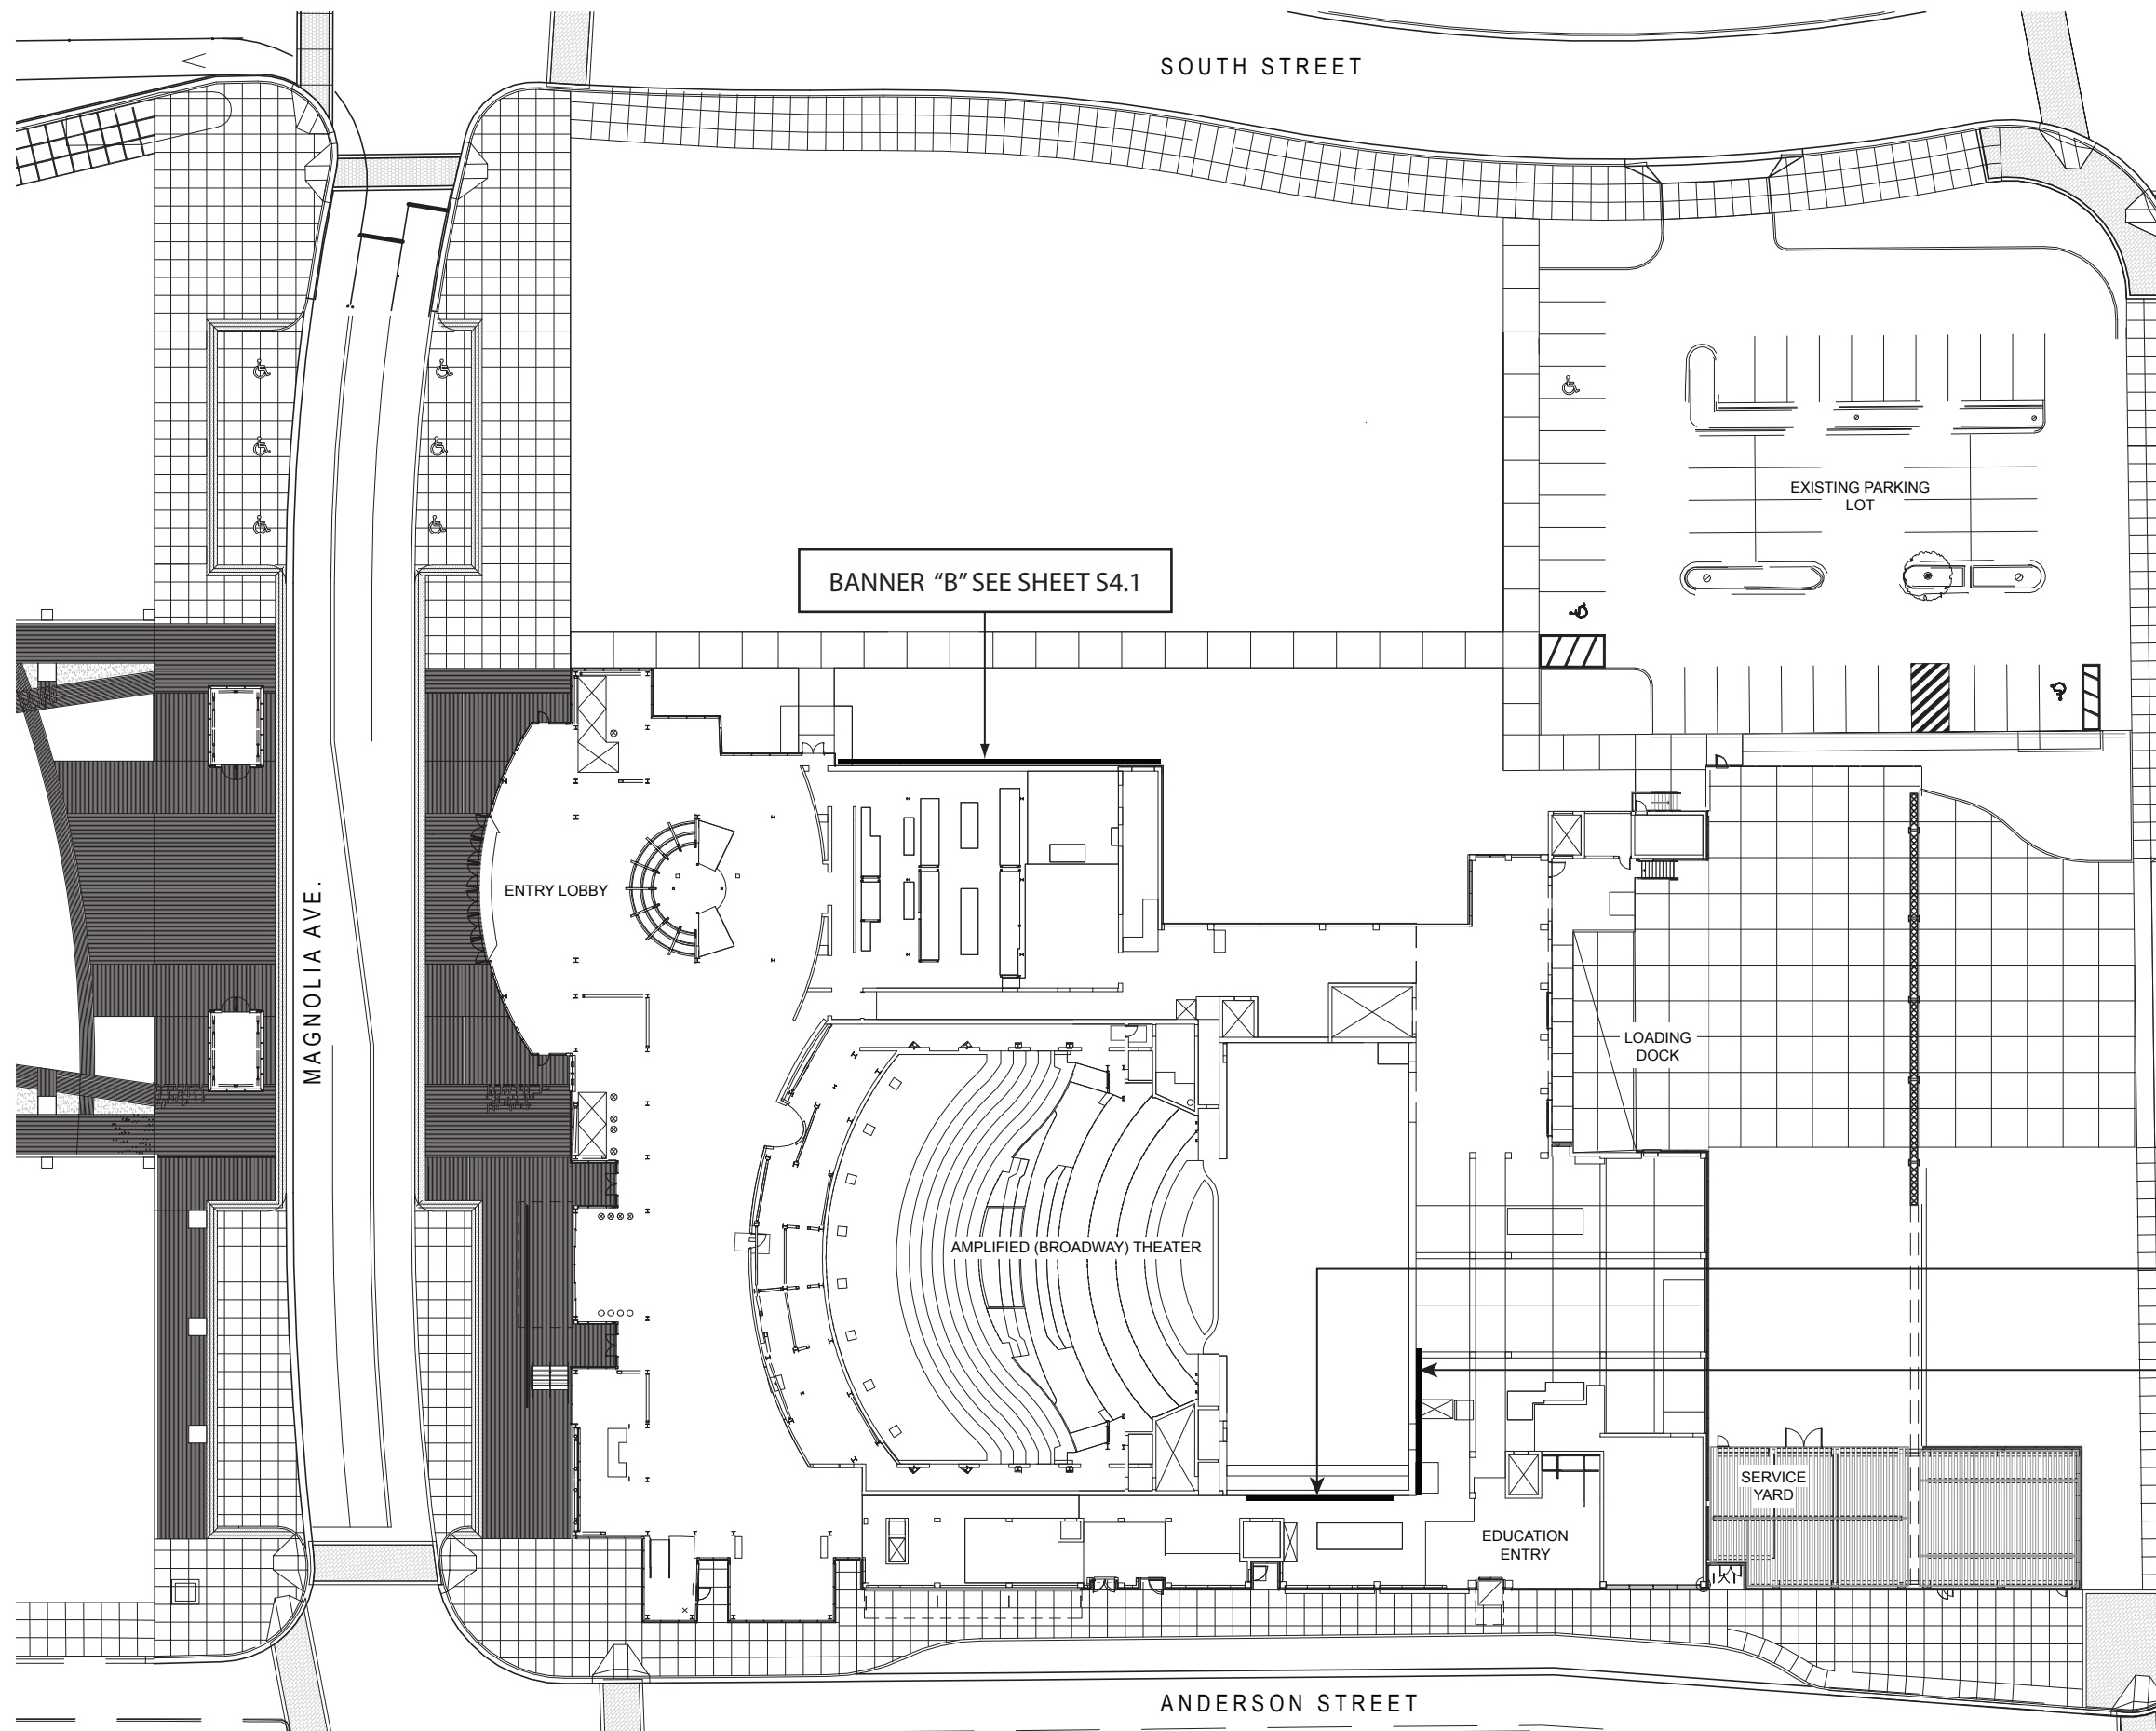 SOUTH STREET
EXISTING PARKING
LOT
BANNER “B” SEE SHEET S4.1
MAGNOLIA AVE.
ENTRY LOBBY
LOADING
DOCK
AMPLIFIED (BROADWAY) THEATER
SERVICE
YARD
EDUCATION
ENTRY
ANDERSON STREET